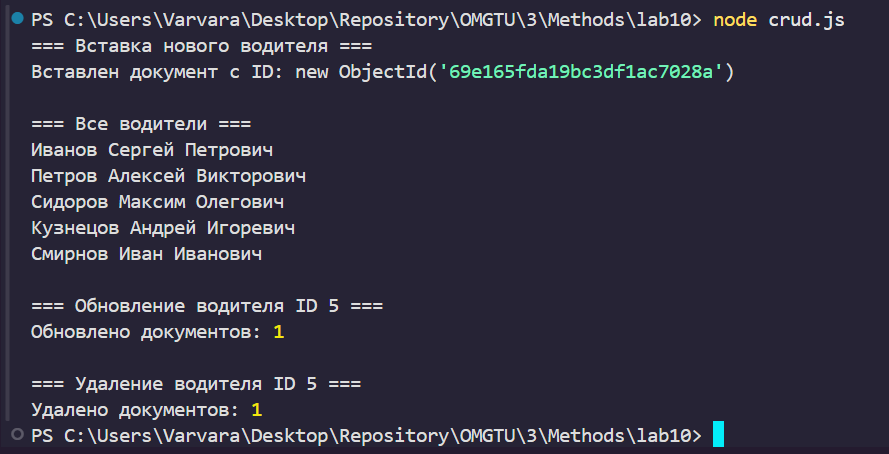 PS C:\Users\Varvara\Desktop\Repository\OMGTU\3\Methods\lab10> node crud.js
=== Вставка нового водителя ===
Вставлен документ с ID: new ObjectId('69e165fda19bc3df1ac7028a')
=== Все водители ===
Иванов Сергей Петрович
Петров Алексей Викторович
Сидоров Максим Олегович
Кузнецов Андрей Игоревич
Смирнов Иван Иванович
=== Обновление водителя ID 5 ===
Обновлено документов: 1
=== Удаление водителя ID 5 ===
Удалено документов: 1
PS C:\Users\Varvara\Desktop\Repository\OMGTU\3\Methods\lab10>